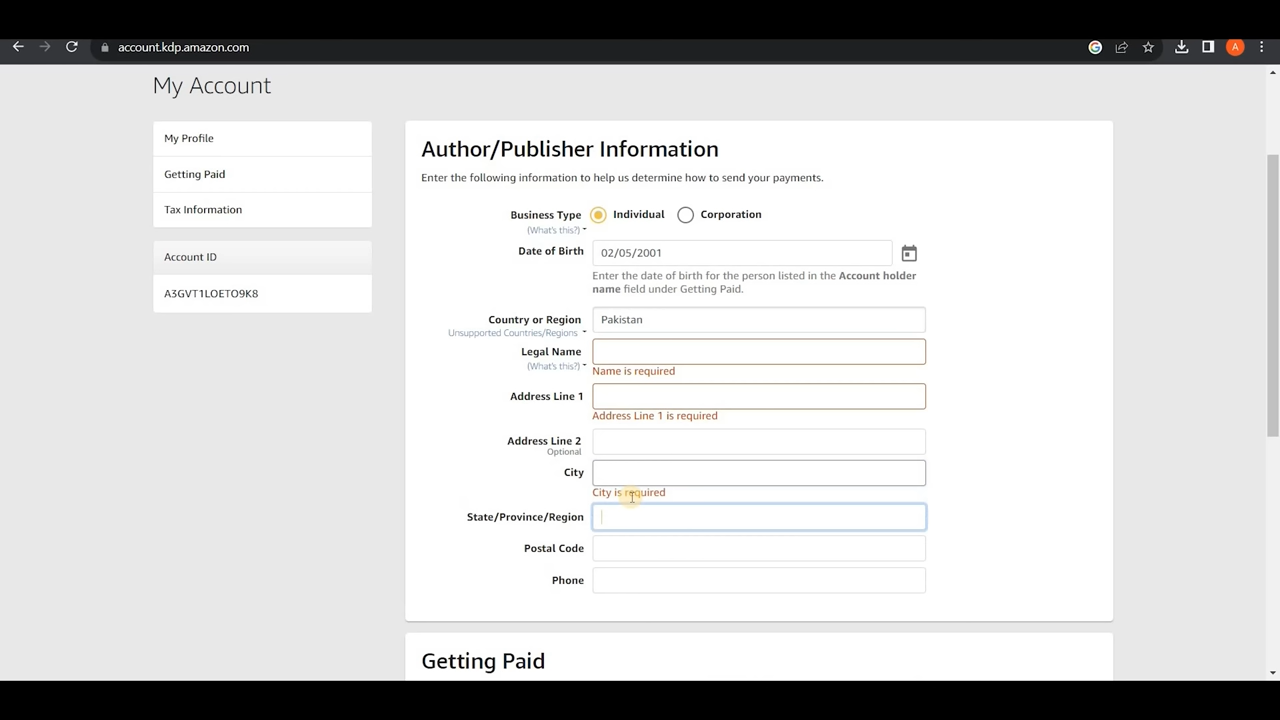 account.kdp.amazon.com
A
My Account
My Profile
Getting Paid
Tax Information
Account ID
A3GVT1LOETO9K8
Author/Publisher Information
Enter the following information to help us determine how to send your payments.
Business Type
Individual
Corporation
(What's this?)
Date of Birth
02/05/2001
Enter the date of birth for the person listed in the Account holder
name field under Getting Paid.
Country or Region
Pakistan
Unsupported Countries/Regions
Legal Name
(What's this?)
Name is required
Address Line 1
Address Line 1 is required
Address Line 2
Optional
City
City is required
State/Province/Region
Postal Code
Phone
Getting Paid